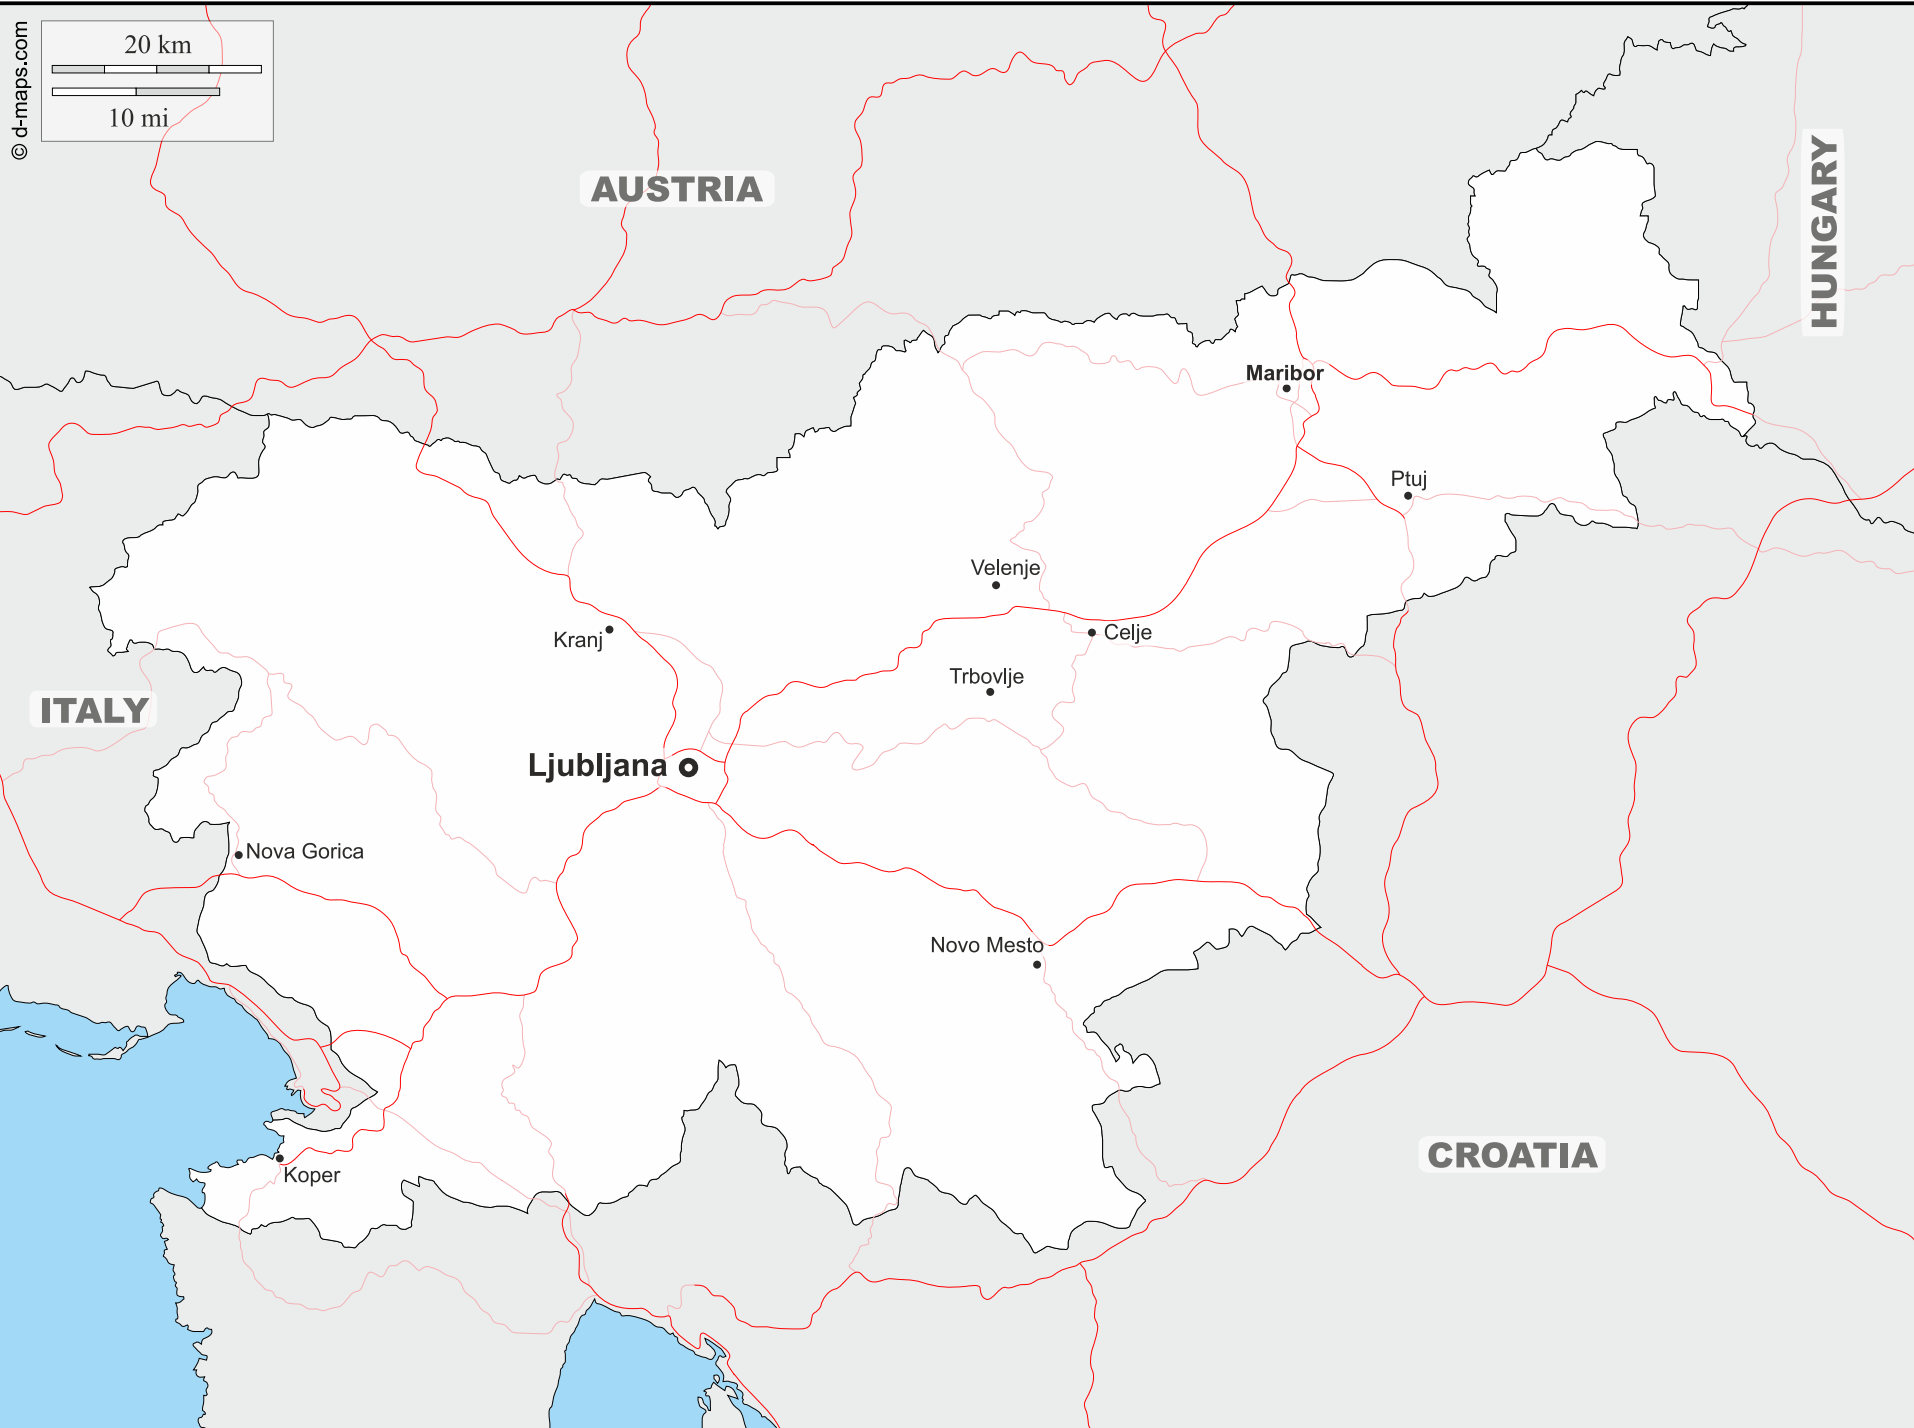 © d-maps.com
20 km
10 mi
AUSTRIA
HUNGARY
Maribor
Ptuj
Velenje
Kranj
Celje
Trbovlje
ITALY
Ljubljana
Nova Gorica
Novo Mesto
CROATIA
Koper